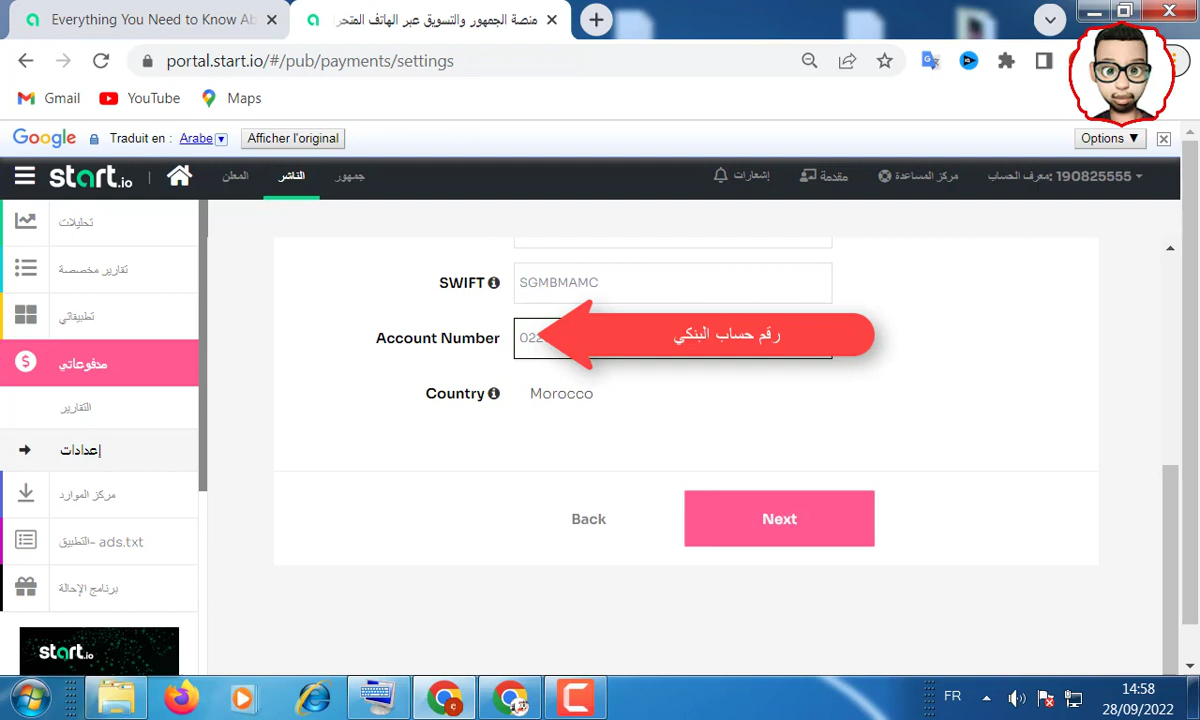 Everything You Need to Know Ab
منصة الجمهور والتسويق عبر الهاتف المتحر
portal.start.io/#/pub/payments/settings
Gmail
YouTube
Maps
Google
Traduit en :
Arabe
Afficher l'original
Options ▼
start.io
المعلن
الناشر
جمهور
إشعارات
مقدمة
مركز المساعدة
معرف الحساب: 190825555
تحليلات
تقارير مخصصة
تطبيقاتي
مدفوعاتي
التقارير
إعدادات
مركز الموارد
التطبيق -ads.txt
برنامج الإحالة
start.io
SWIFT
SGMBMAMC
Account Number
022
رقم حساب البنكي
Country
Morocco
Back
Next
FR
14:58
28/09/2022